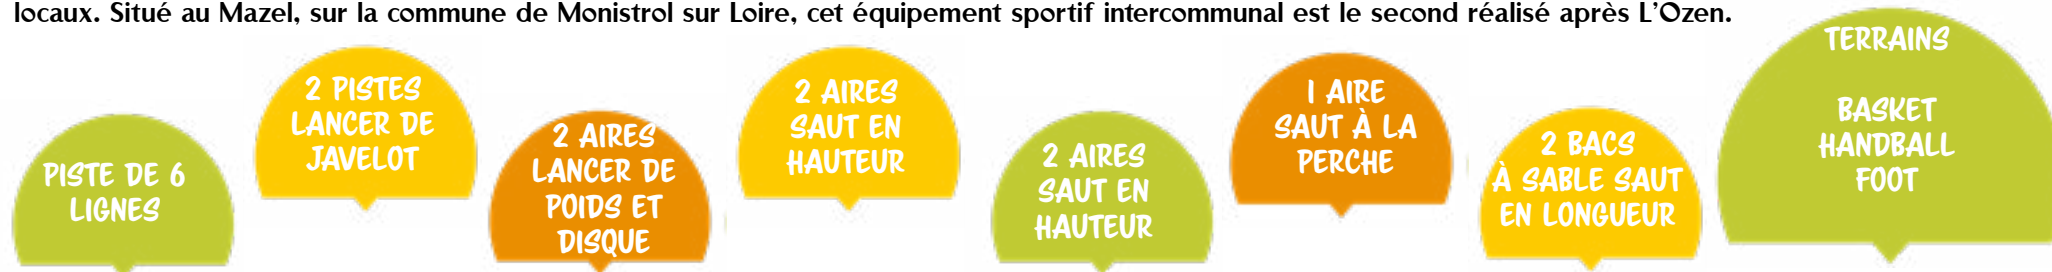 locaux. Situé au Mazel, sur la commune de Monistrol sur Loire, cet équipement sportif intercommunal est le second réalisé après L'Ozen.
PISTE DE 6
LIGNES
2 PISTES
LANCER DE
JAVELOT
2 AIRES
LANCER DE
POIDS ET
DISQUE
2 AIRES
SAUT EN
HAUTEUR
2 AIRES
SAUT EN
HAUTEUR
1 AIRE
SAUT À LA
PERCHE
2 BACS
À SABLE SAUT
EN LONGUEUR
TERRAINS
BASKET
HANDBALL
FOOT